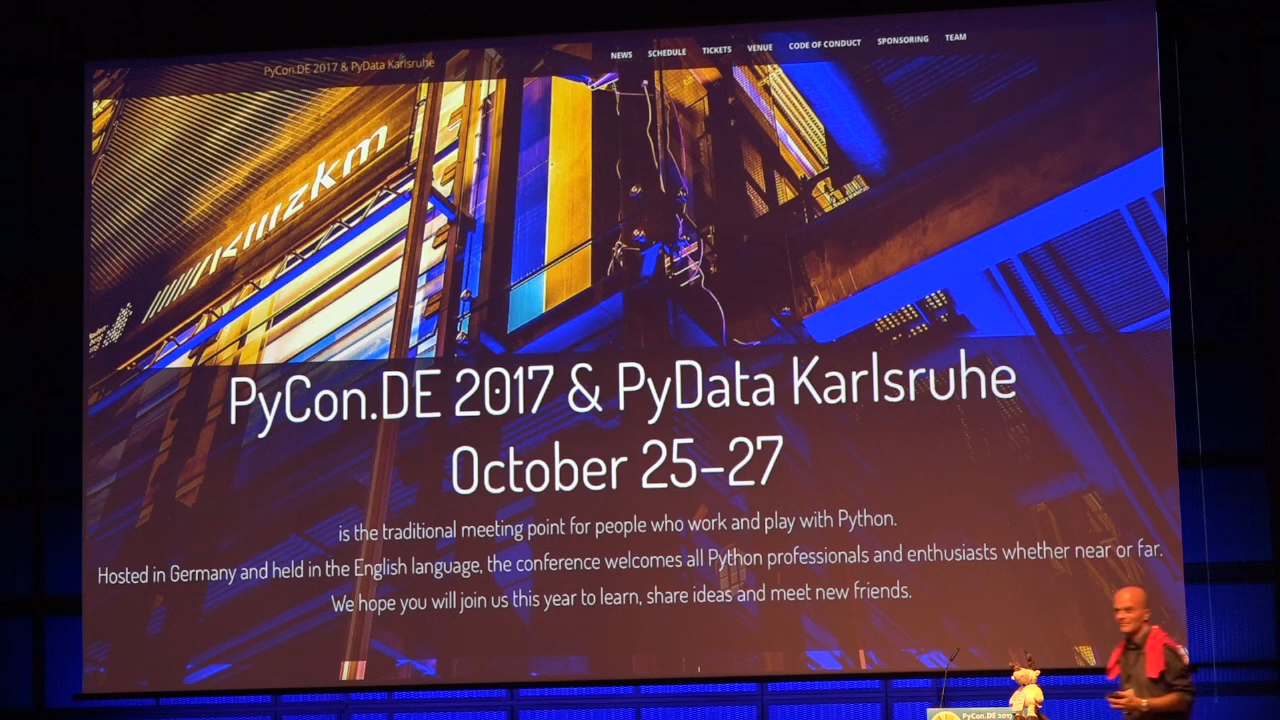 PyCon.DE 2017 & PyData Karlsruhe
NEWS SCHEDULE TICKETS VENUE CODE OF CONDUCT SPONSORING TEAM
zkm
PyCon.DE 2017 & PyData Karlsruhe
October 25-27
is the traditional meeting point for people who work and play with Python.
Hosted in Germany and held in the English language, the conference welcomes all Python professionals and enthusiasts whether near or far.
We hope you will join us this year to learn, share ideas and meet new friends.
PyCon.DE 2017